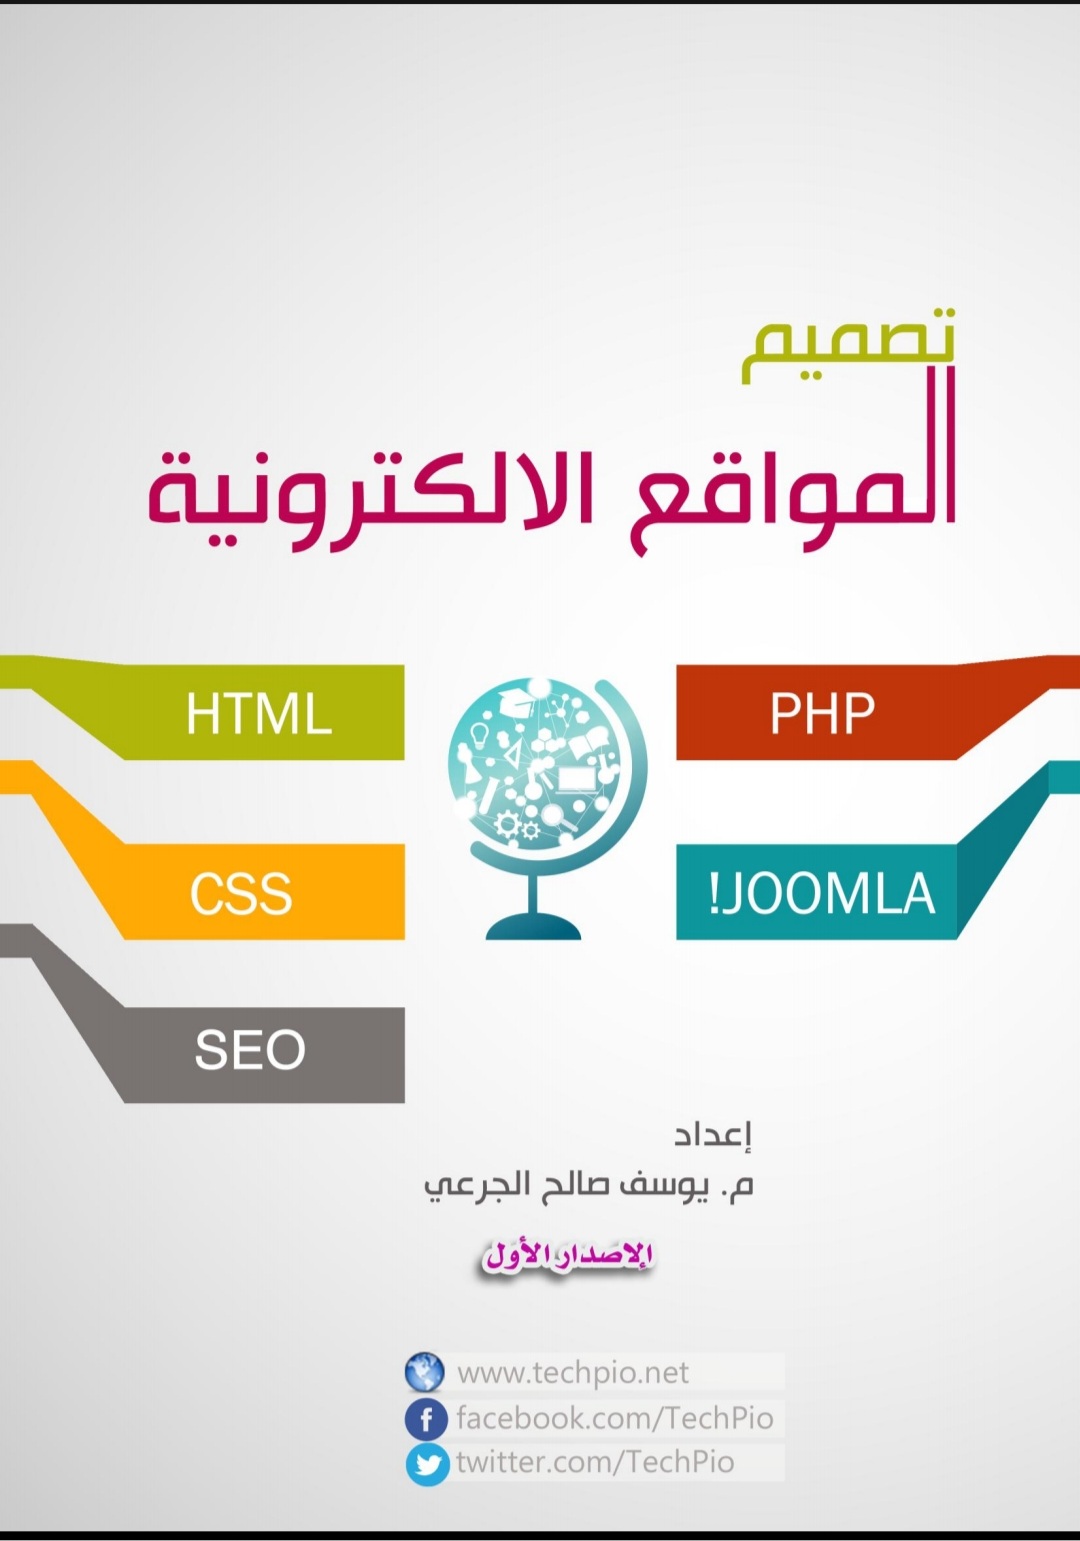 تصميم
المواقع الالكترونية
HTML
PHP
CSS
!JOOMLA
SEO
إعداد
م. يوسف صالح الجرعي
الإصدار الأول
www.techpio.net
facebook.com/TechPio
twitter.com/TechPio